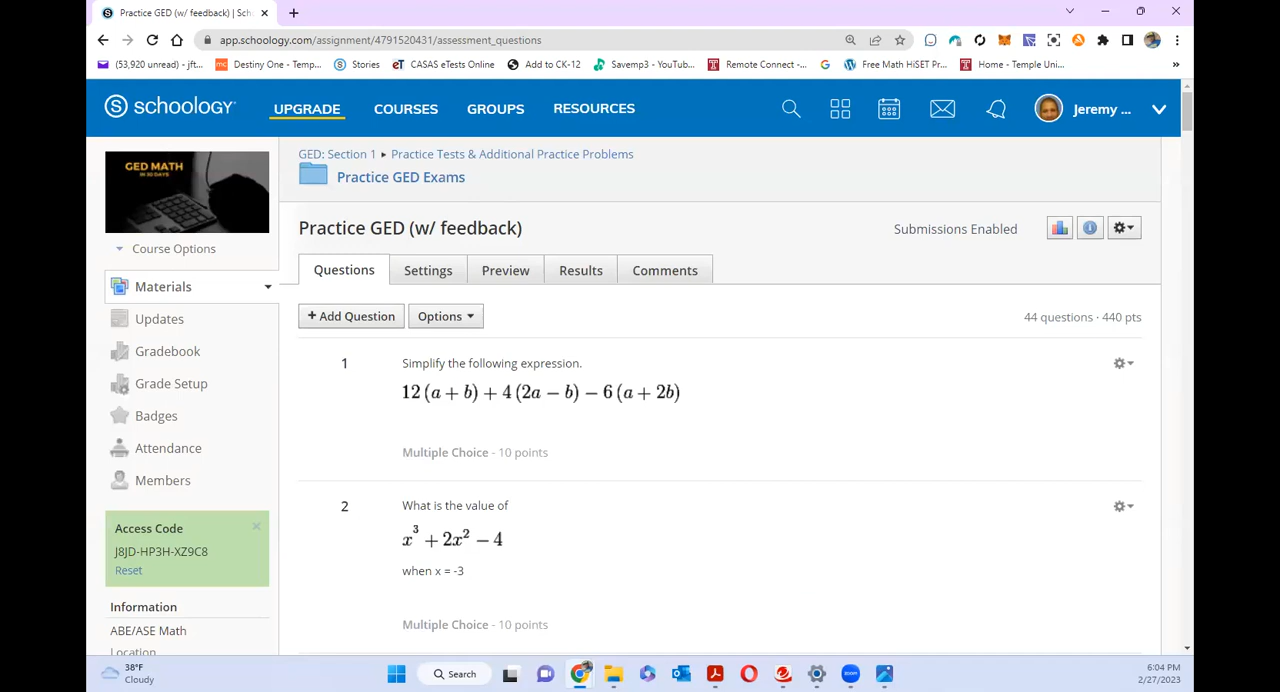 Practice GED (w/ feedback) | Sch
app.schoology.com/assignment/4791520431/assessment_questions
(53,920 unread) - jft... Destiny One - Temp... Stories CASAS eTests Online Add to CK-12 Savemp3 - YouTub... Remote Connect -... Free Math HiSET Pr... Home - Temple Uni... »
schoology UPGRADE COURSES GROUPS RESOURCES Jeremy ...
GED MATH
IN 30 DAYS
GED: Section 1 ▸ Practice Tests & Additional Practice Problems
Practice GED Exams
Practice GED (w/ feedback)
Submissions Enabled
Course Options
Materials
Updates
Gradebook
Grade Setup
Badges
Attendance
Members
Access Code
J8JD-HP3H-XZ9C8
Reset
Information
ABE/ASE Math
Location
Questions Settings Preview Results Comments
+ Add Question Options
44 questions · 440 pts
1 Simplify the following expression.
12 (a + b) + 4 (2a − b) − 6 (a + 2b)
Multiple Choice - 10 points
2 What is the value of
x³ + 2x² − 4
when x = -3
Multiple Choice - 10 points
38°F
Cloudy
Search
zoom
6:04 PM
2/27/2023